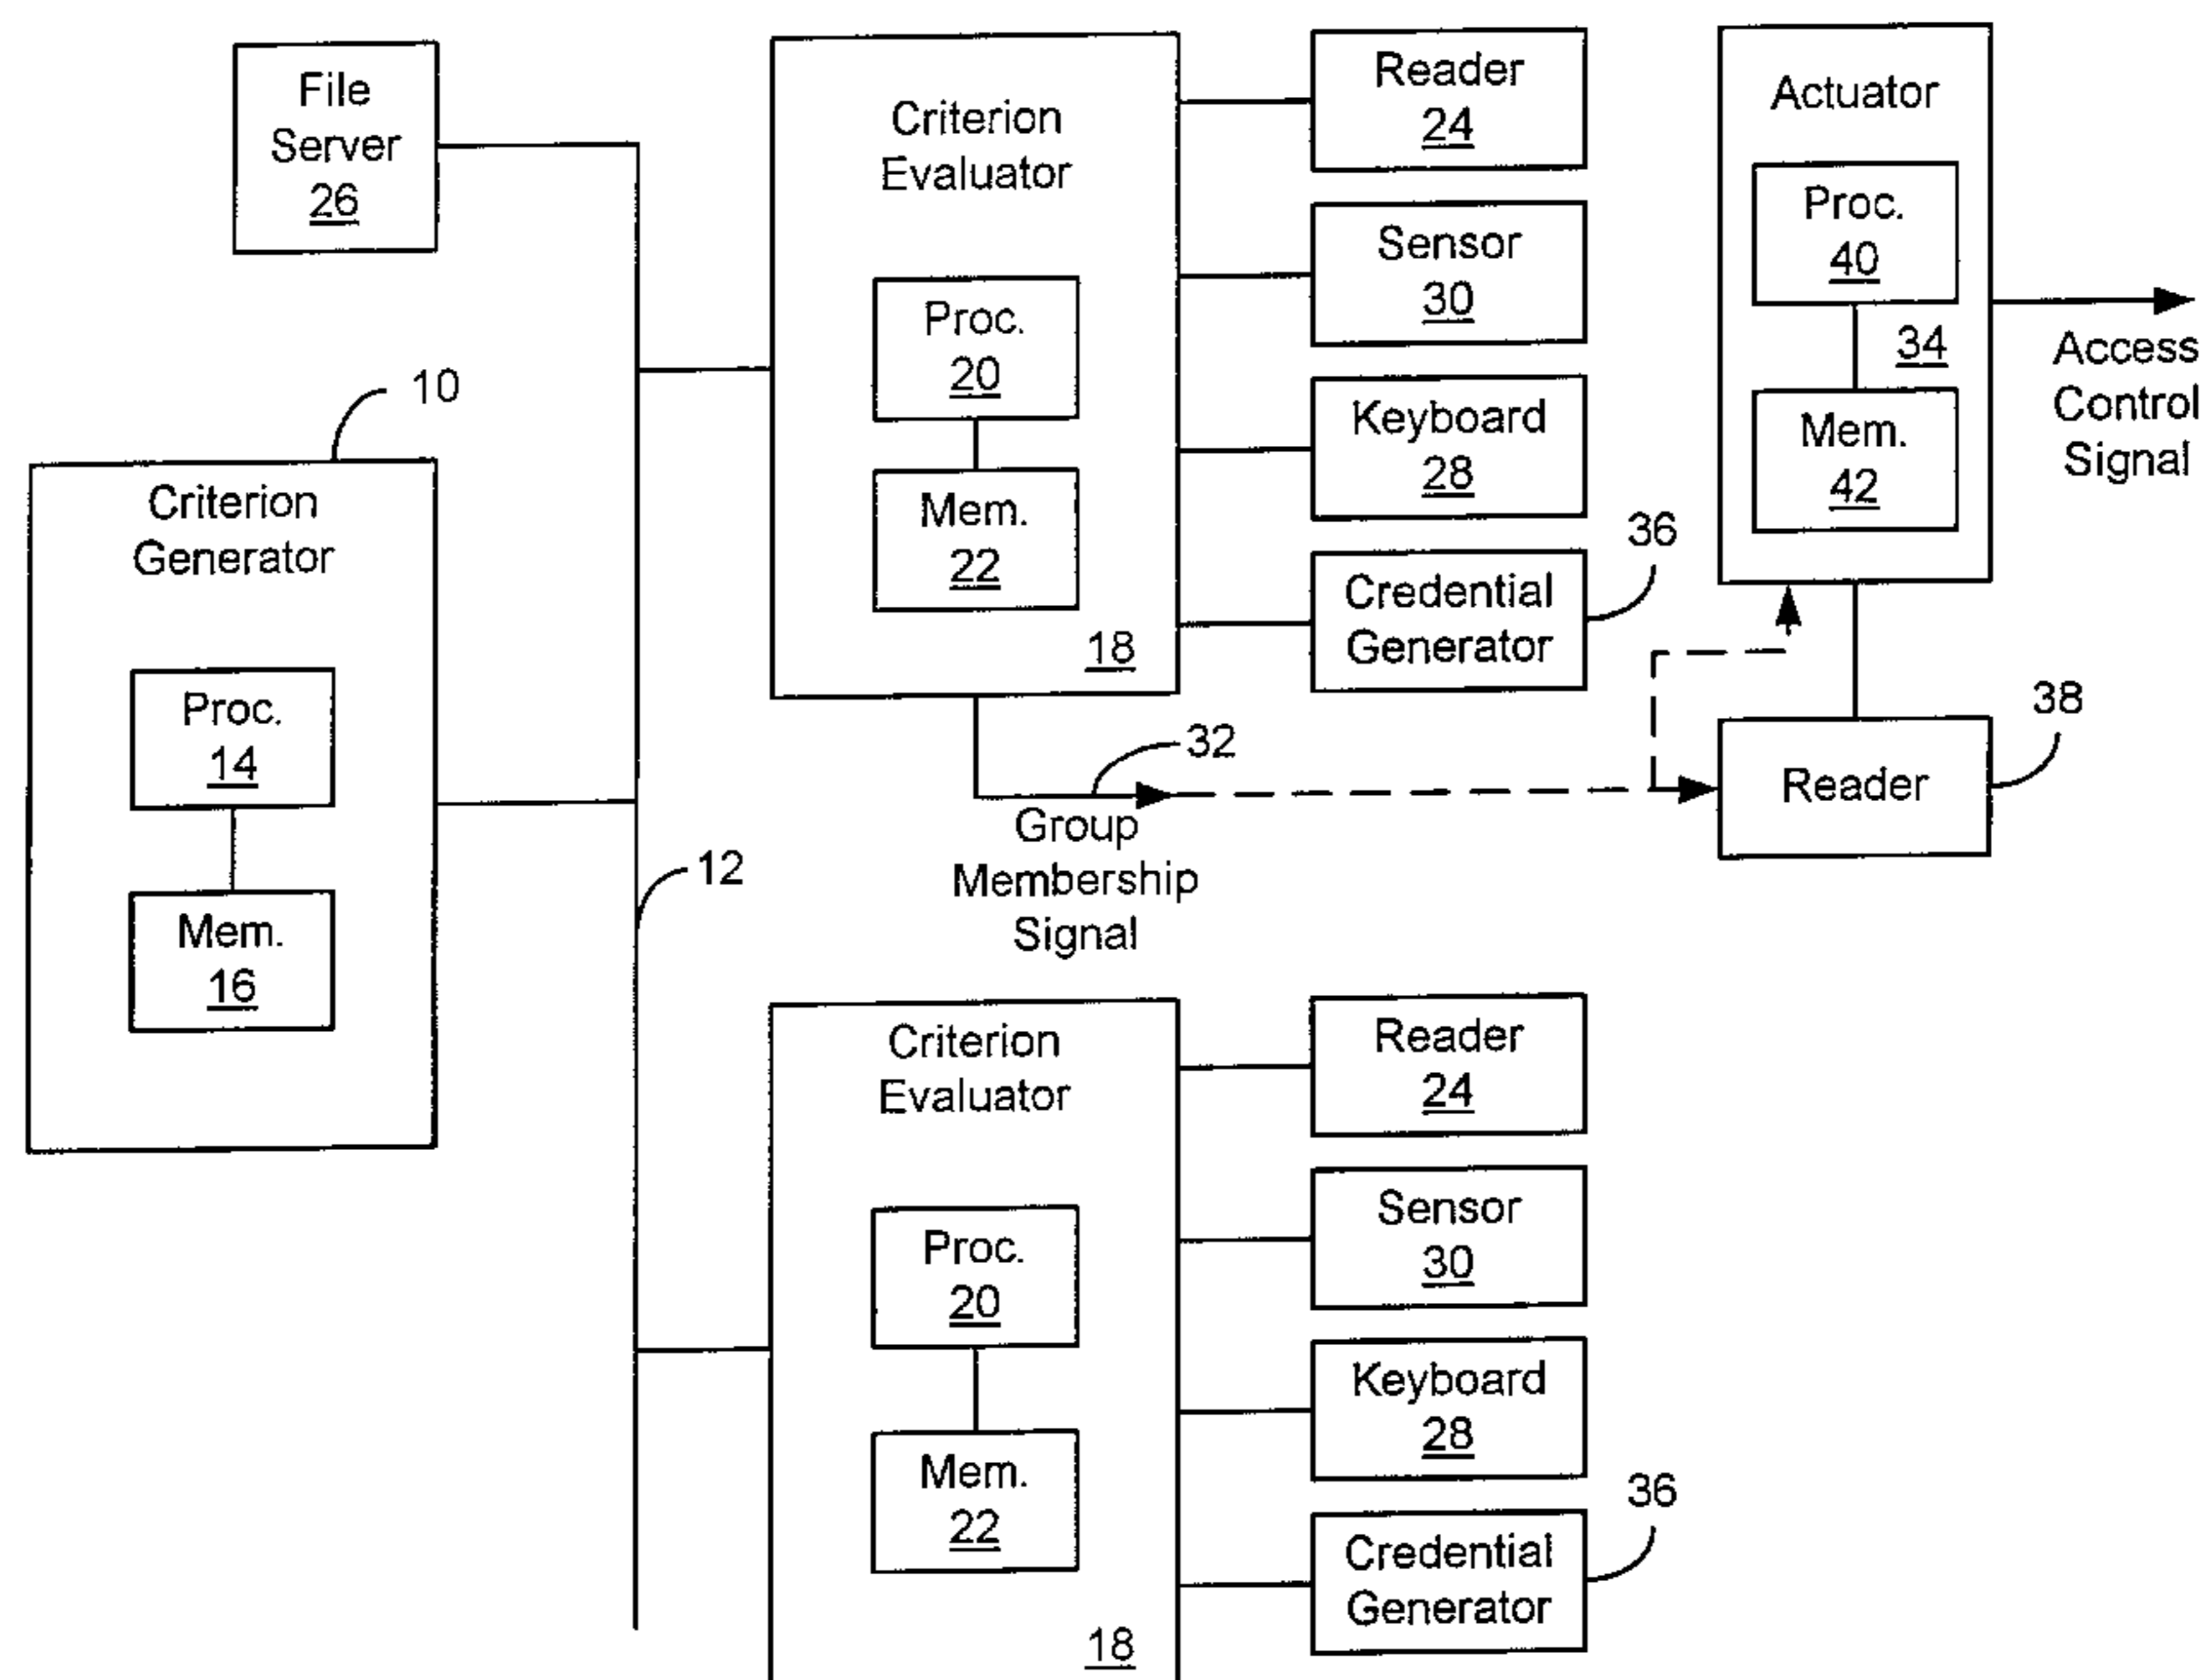 File
Server
26
Criterion
Evaluator
Proc.
20
Mem.
22
18
Reader
24
Sensor
30
Keyboard
28
Credential
Generator
36
Actuator
Proc.
40
34
Mem.
42
Access
Control
Signal
10
Criterion
Generator
Proc.
14
Mem.
16
32
Group
Membership
Signal
Reader
38
12
Criterion
Evaluator
Proc.
20
Mem.
22
18
Reader
24
Sensor
30
Keyboard
28
Credential
Generator
36